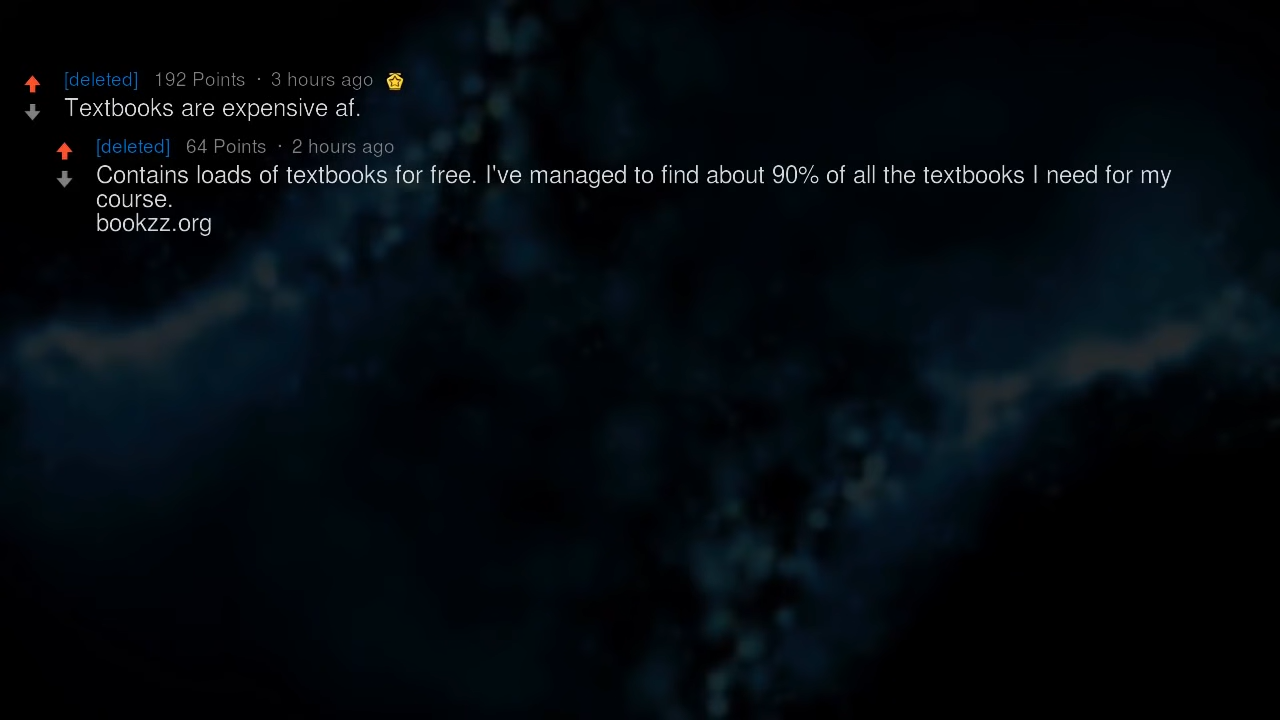 [deleted] 192 Points · 3 hours ago
Textbooks are expensive af.
[deleted] 64 Points · 2 hours ago
Contains loads of textbooks for free. I've managed to find about 90% of all the textbooks I need for my
course.
bookzz.org